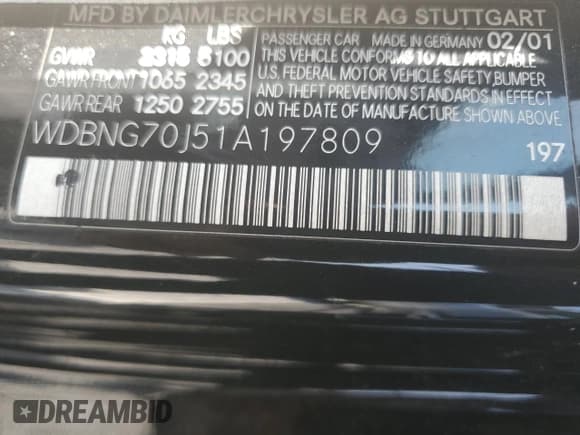 MFD BY DAIMLERCHRYSLER AG STUTTGART
KG LBS
GVWR 5100
GAWR FRONT 1065 2345
GAWR REAR 1250 2755
PASSENGER CAR MADE IN GERMANY 02/01
THIS VEHICLE CONFORMS TO ALL APPLICABLE
U.S. FEDERAL MOTOR VEHICLE SAFETY, BUMPER
AND THEFT PREVENTION STANDARDS IN EFFECT
ON THE DATE OF MANUFACTURE SHOWN ABOVE.
WDBNG70J51A197809
197
DREAMBID